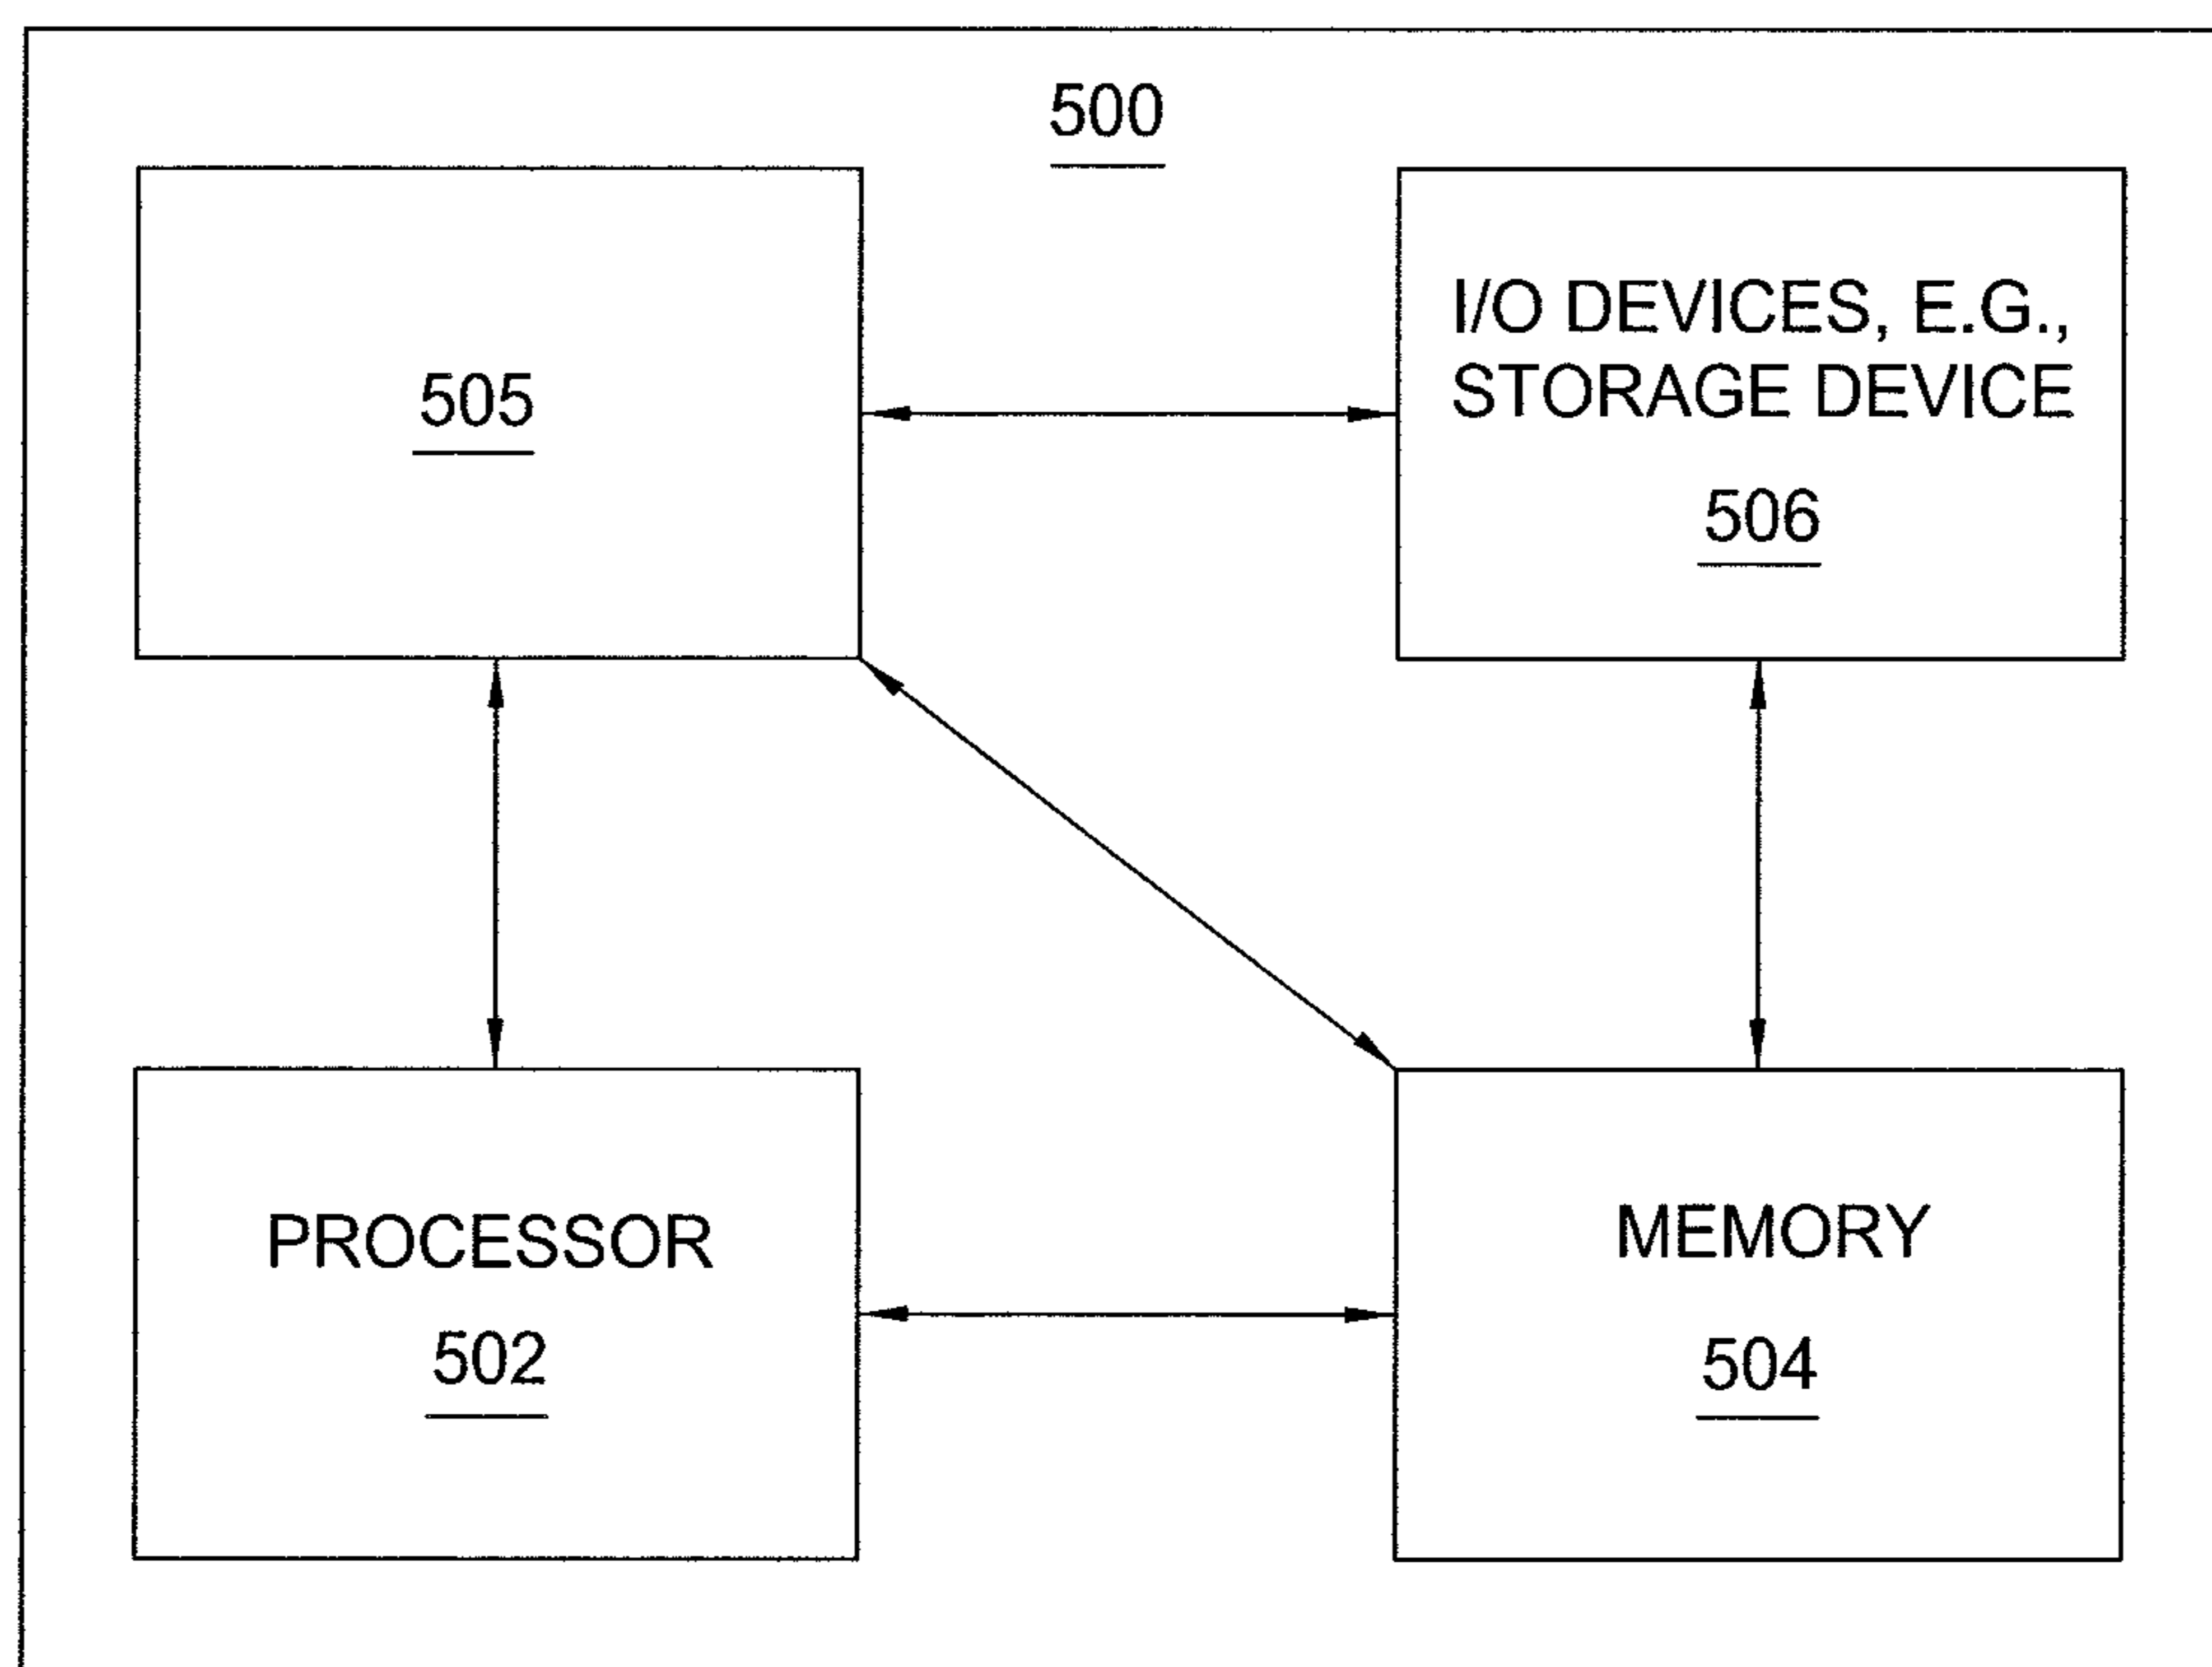 500
505
I/O DEVICES, E.G.,
STORAGE DEVICE
506
PROCESSOR
502
MEMORY
504